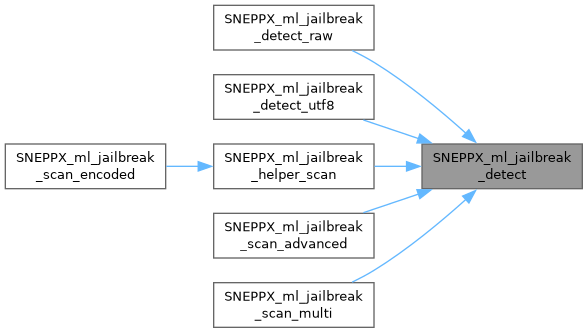 SNEPPX_ml_jailbreak
_detect_raw
SNEPPX_ml_jailbreak
_detect_utf8
SNEPPX_ml_jailbreak
_scan_encoded
SNEPPX_ml_jailbreak
_helper_scan
SNEPPX_ml_jailbreak
_detect
SNEPPX_ml_jailbreak
_scan_advanced
SNEPPX_ml_jailbreak
_scan_multi